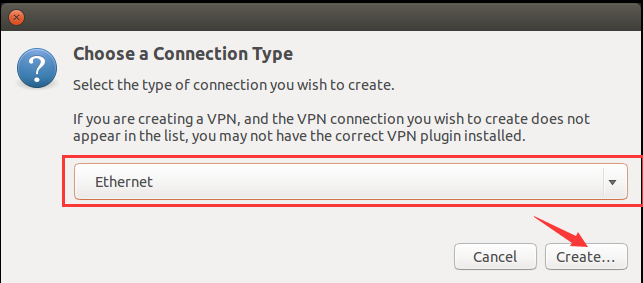 Choose a Connection Type
Select the type of connection you wish to create.
If you are creating a VPN, and the VPN connection you wish to create does not
appear in the list, you may not have the correct VPN plugin installed.
Ethernet
Cancel
Create…